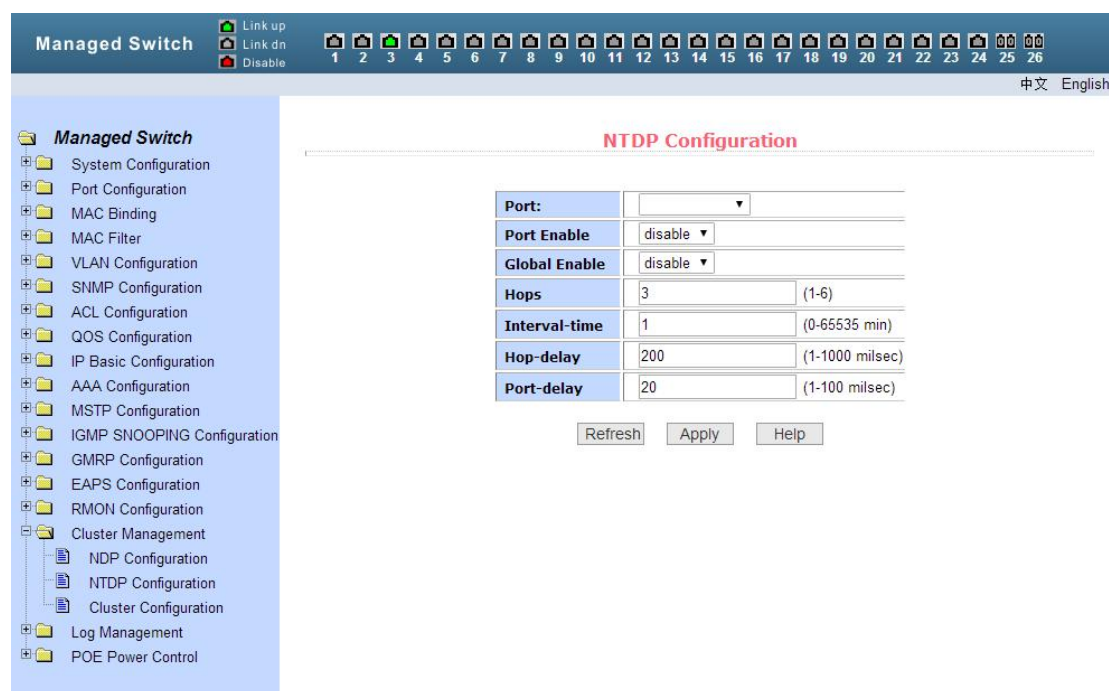 Managed Switch
Link up
Link dn
Disable
1 2 3 4 5 6 7 8 9 10 11 12 13 14 15 16 17 18 19 20 21 22 23 24 25 26
中文 English
Managed Switch
System Configuration
Port Configuration
MAC Binding
MAC Filter
VLAN Configuration
SNMP Configuration
ACL Configuration
QOS Configuration
IP Basic Configuration
AAA Configuration
MSTP Configuration
IGMP SNOOPING Configuration
GMRP Configuration
EAPS Configuration
RMON Configuration
Cluster Management
NDP Configuration
NTDP Configuration
Cluster Configuration
Log Management
POE Power Control
NTDP Configuration
Port:
Port Enable disable
Global Enable disable
Hops 3 (1-6)
Interval-time 1 (0-65535 min)
Hop-delay 200 (1-1000 milsec)
Port-delay 20 (1-100 milsec)
Refresh Apply Help